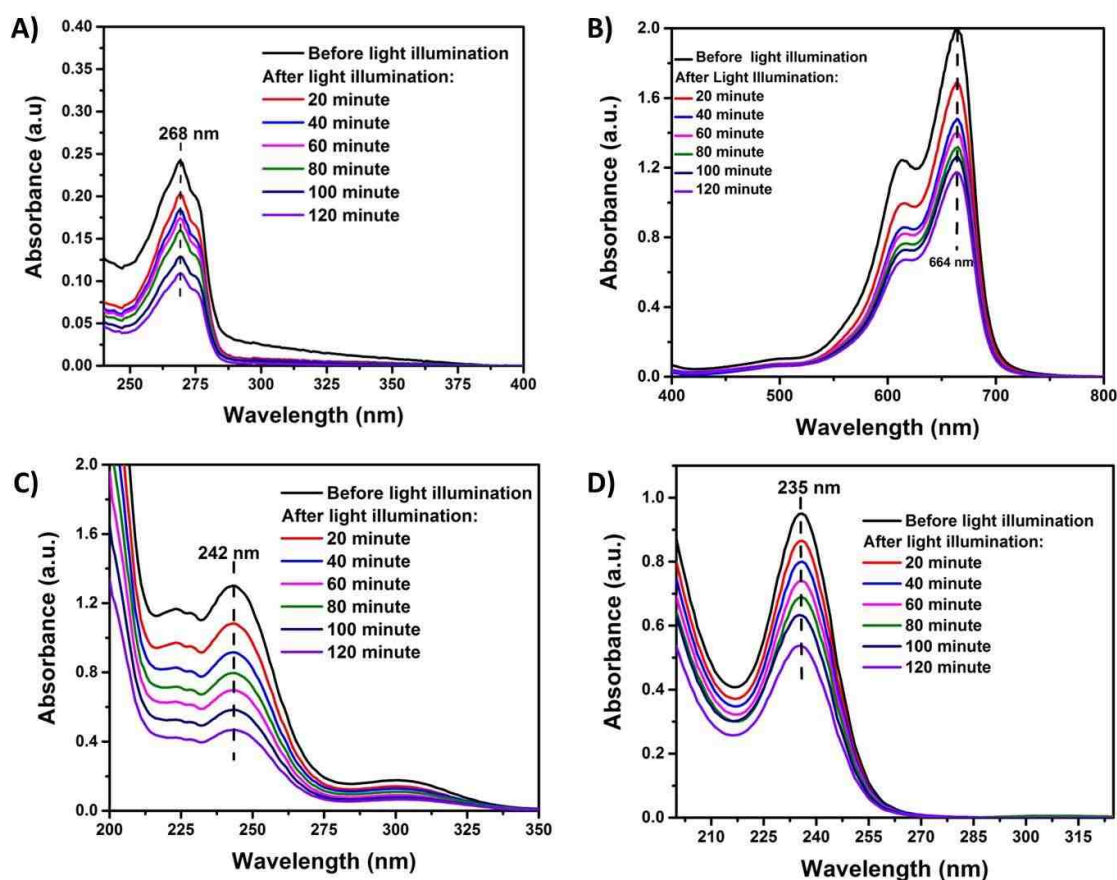 A)
0.40
0.35
0.30
0.25
0.20
0.15
0.10
0.05
0.00
Absorbance (a.u)
268 nm
Before light illumination
After light illumination:
20 minute
40 minute
60 minute
80 minute
100 minute
120 minute
250 275 300 325 350 375 400
Wavelength (nm)
B)
2.0
1.6
1.2
0.8
0.4
0.0
Absorbance (a.u.)
Before light illumination
After Light Illumination:
20 minute
40 minute
60 minute
80 minute
100 minute
120 minute
664 nm
400 500 600 700 800
Wavelength (nm)
C)
2.0
1.6
1.2
0.8
0.4
0.0
Absorbance (a.u.)
242 nm
Before light illumination
After light illumination:
20 minute
40 minute
60 minute
80 minute
100 minute
120 minute
200 225 250 275 300 325 350
Wavelength (nm)
D)
1.0
0.8
0.6
0.4
0.2
0.0
Absorbance (a.u.)
235 nm
Before light illumination
After light illumination:
20 minute
40 minute
60 minute
80 minute
100 minute
120 minute
210 225 240 255 270 285 300 315
Wavelength (nm)